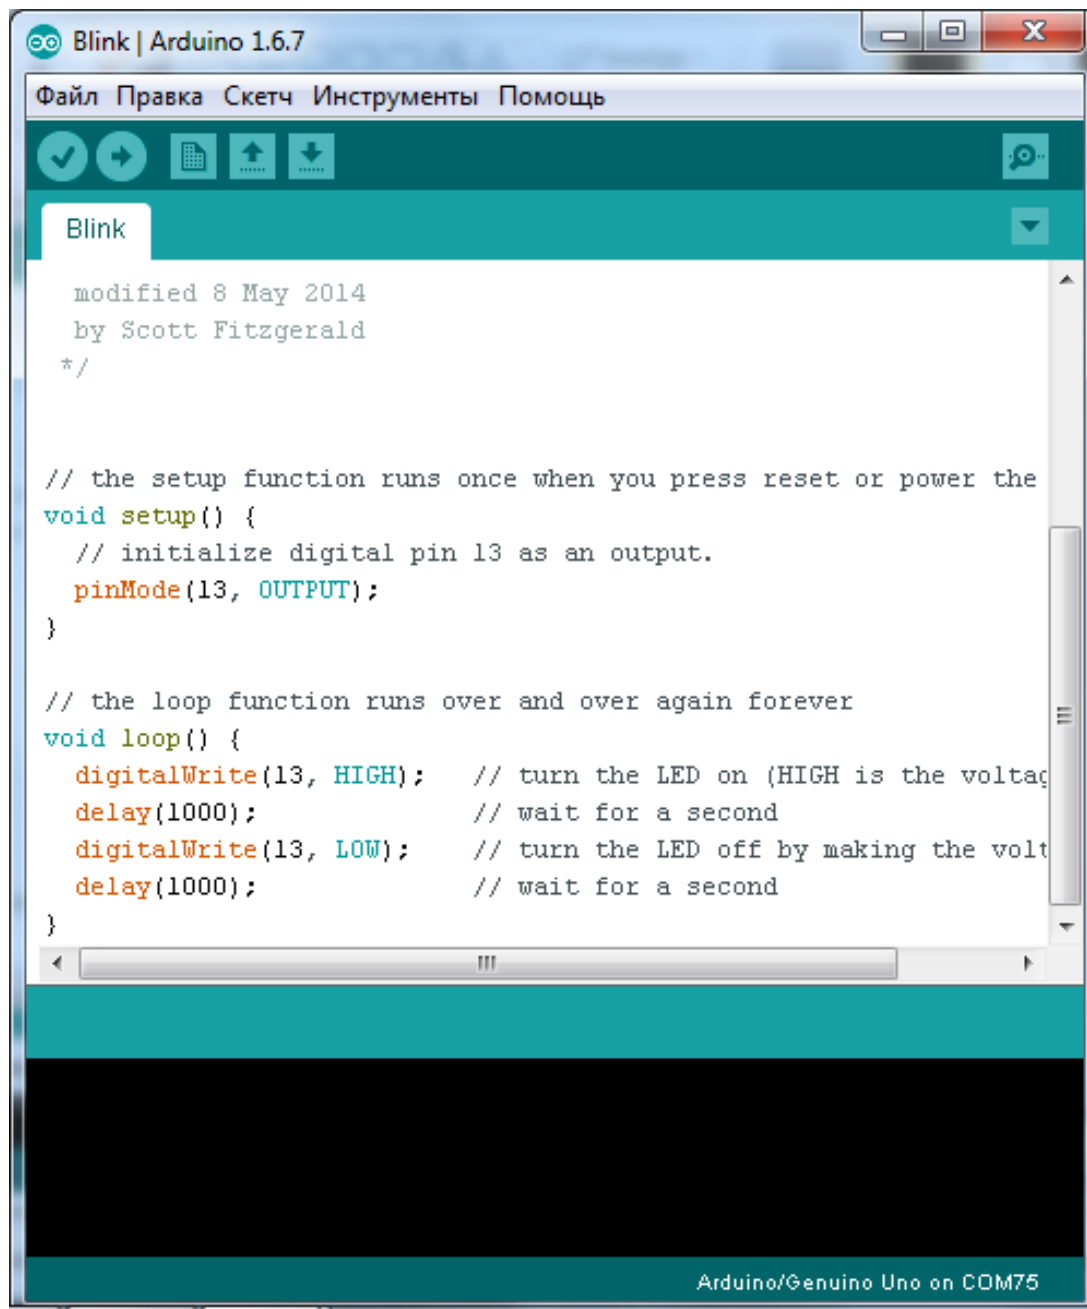 Blink | Arduino 1.6.7
Файл Правка Скетч Инструменты Помощь
Blink
modified 8 May 2014
by Scott Fitzgerald
*/
// the setup function runs once when you press reset or power the
void setup() {
// initialize digital pin 13 as an output.
pinMode(13, OUTPUT);
}
// the loop function runs over and over again forever
void loop() {
digitalWrite(13, HIGH); // turn the LED on (HIGH is the voltag
delay(1000); // wait for a second
digitalWrite(13, LOW); // turn the LED off by making the volt
delay(1000); // wait for a second
}
Arduino/Genuino Uno on COM75